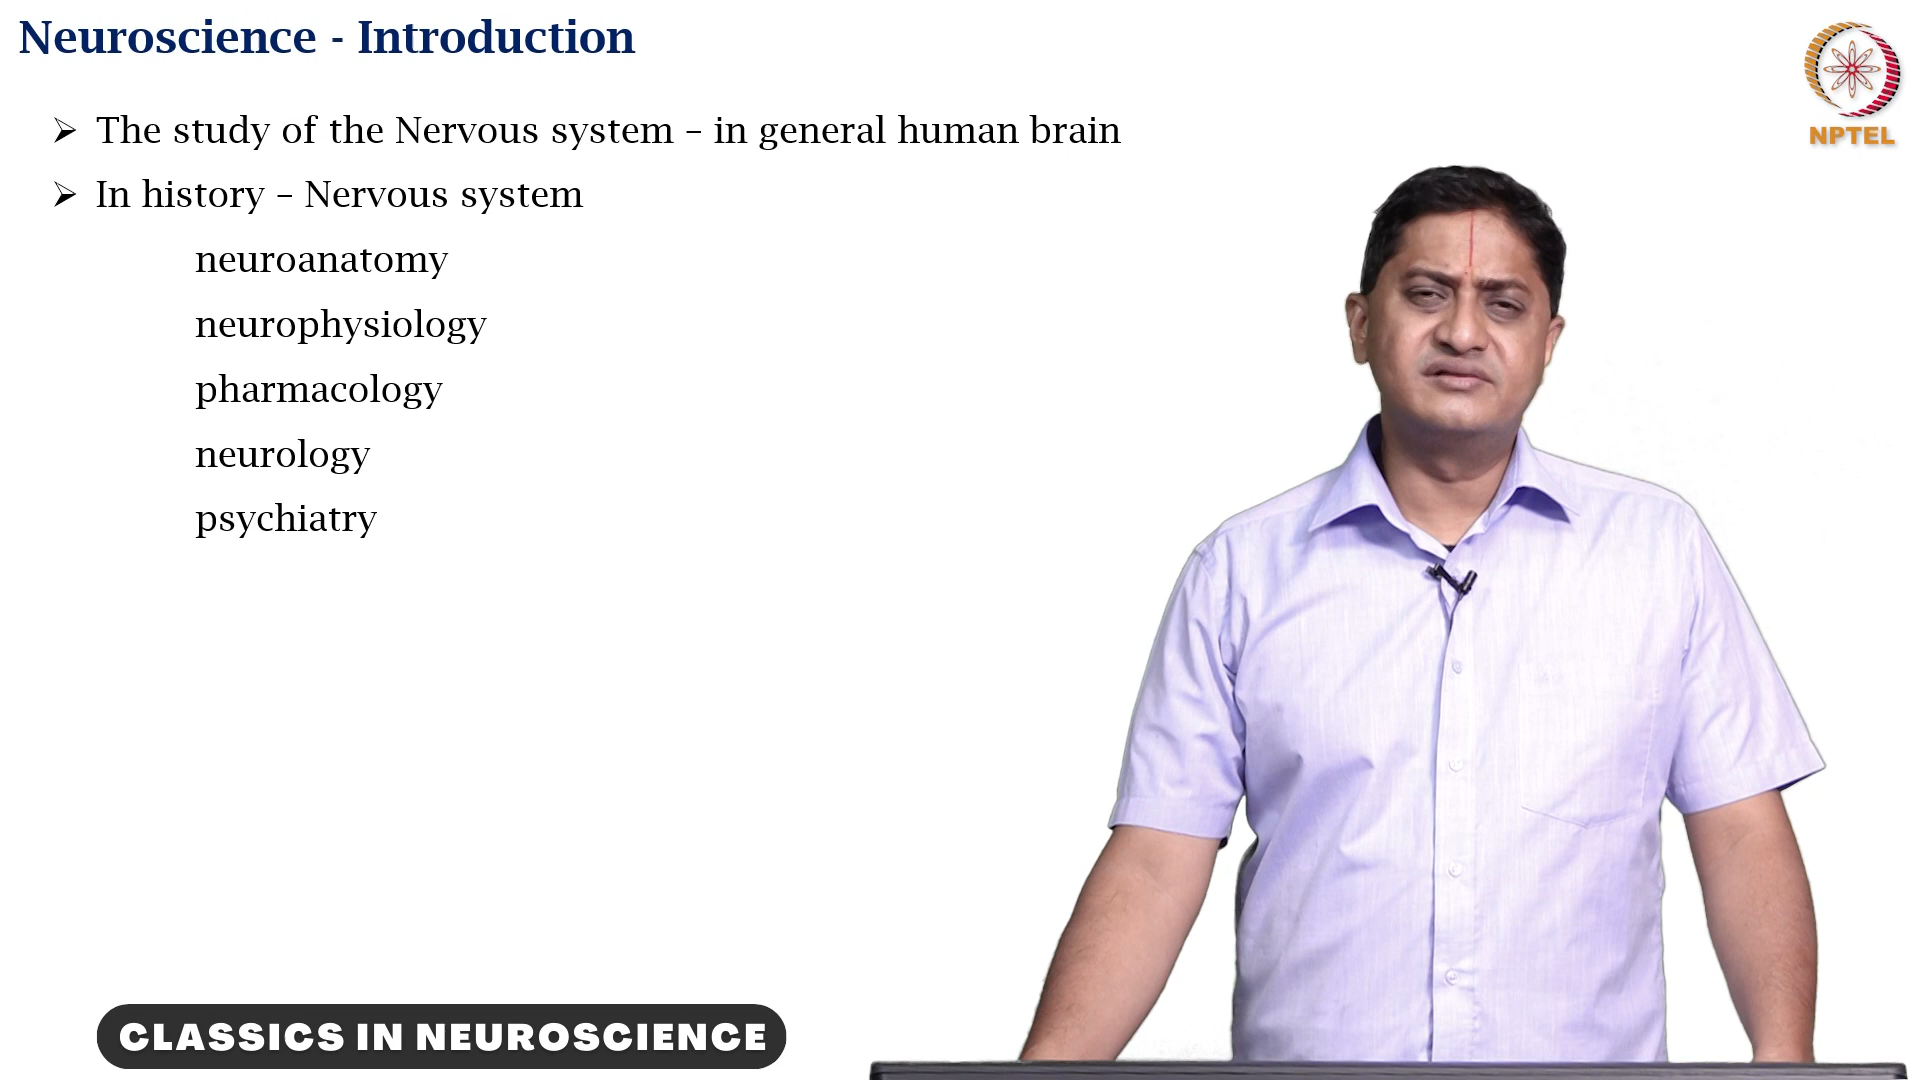 Neuroscience - Introduction
➢ The study of the Nervous system – in general human brain
➢ In history – Nervous system
neuroanatomy
neurophysiology
pharmacology
neurology
psychiatry
NPTEL
CLASSICS IN NEUROSCIENCE